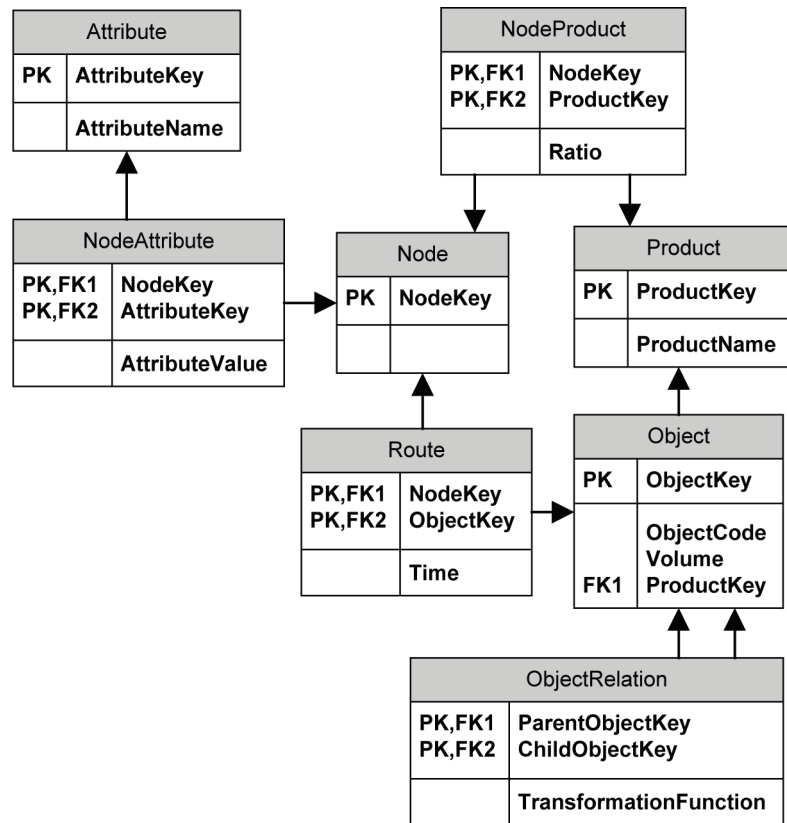 Attribute
PK AttributeKey
AttributeName
NodeProduct
PK,FK1 NodeKey
PK,FK2 ProductKey
Ratio
NodeAttribute
PK,FK1 NodeKey
PK,FK2 AttributeKey
AttributeValue
Node
PK NodeKey
Product
PK ProductKey
ProductName
Route
PK,FK1 NodeKey
PK,FK2 ObjectKey
Time
Object
PK ObjectKey
ObjectCode
Volume
FK1 ProductKey
ObjectRelation
PK,FK1 ParentObjectKey
PK,FK2 ChildObjectKey
TransformationFunction